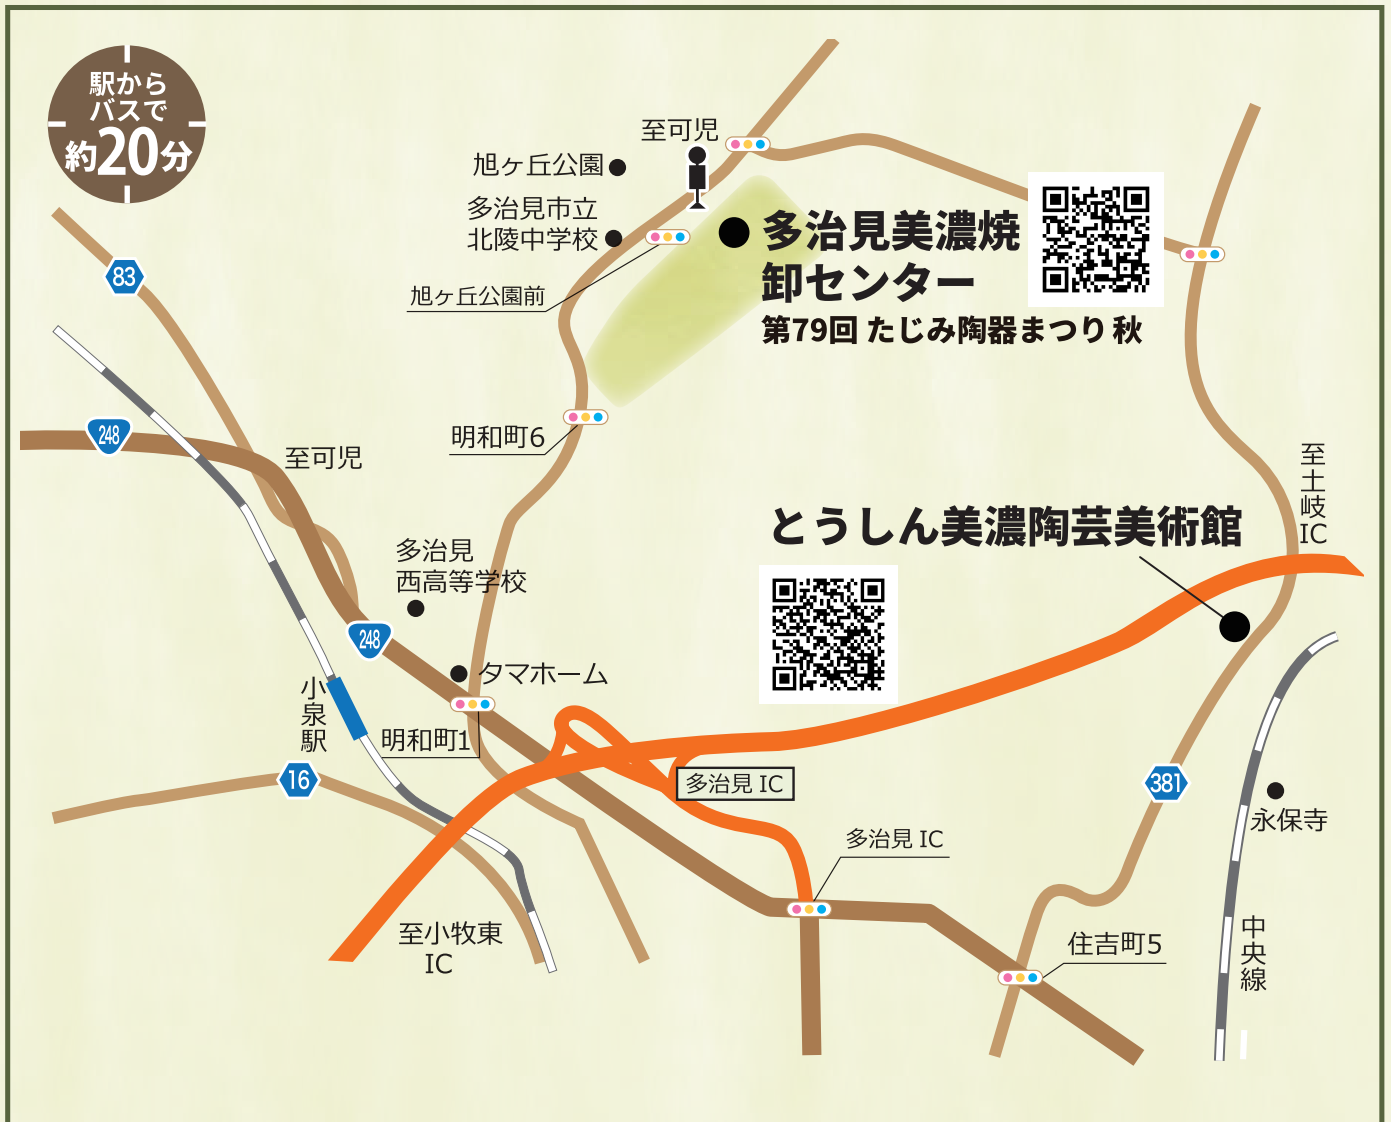 駅から
バスで
約20分
至可児
旭ヶ丘公園
多治見市立
北陵中学校
多治見美濃焼
卸センター
第79回 たじみ陶器まつり 秋
83
旭ヶ丘公園前
248
明和町6
至可児
至土岐IC
とうしん美濃陶芸美術館
多治見
西高等学校
248
タマホーム
小泉駅
明和町1
16
多治見 IC
381
永保寺
多治見 IC
至小牧東
IC
住吉町5
中央線